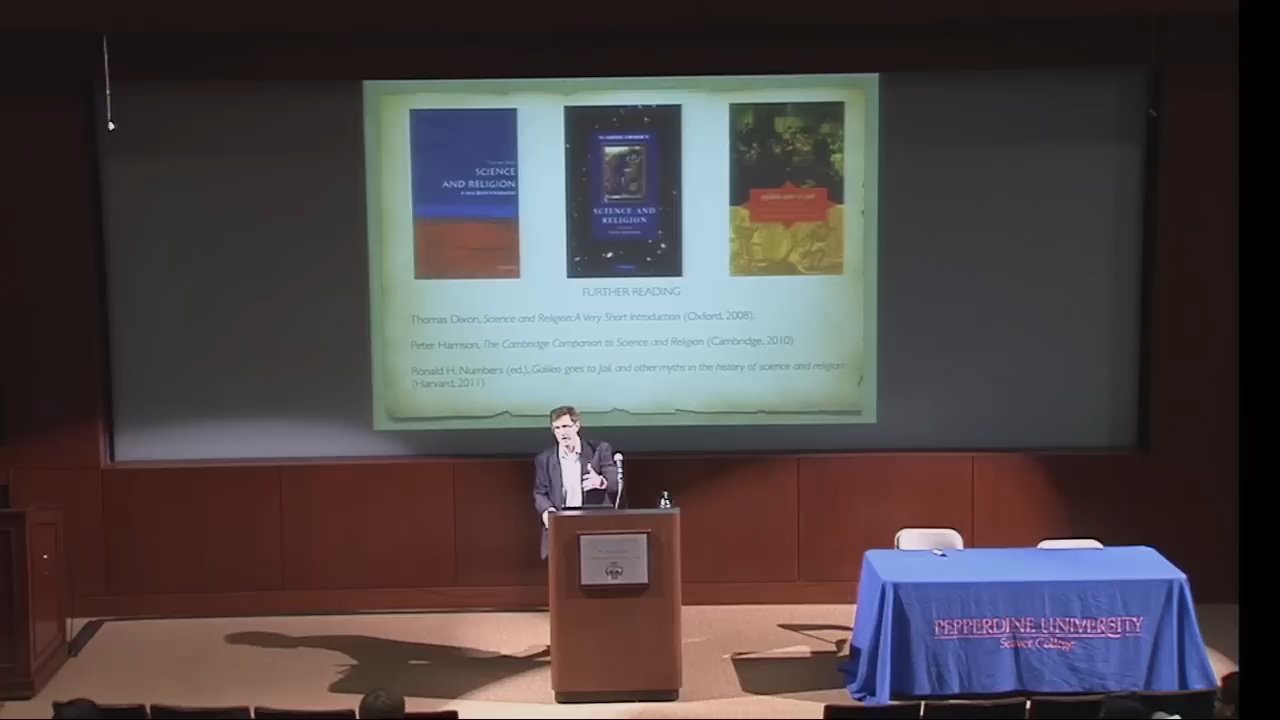 SCIENCE
AND RELIGION
SCIENCE AND
RELIGION
FURTHER READING
Thomas Dixon, Science and Religion: A Very Short Introduction (Oxford, 2008).
Peter Harrison, The Cambridge Companion to Science and Religion (Cambridge, 2010)
Ronald H. Numbers (ed.), Galileo goes to Jail, and other myths in the history of science and religion
(Harvard, 2011)
PEPPERDINE UNIVERSITY
Seaver College